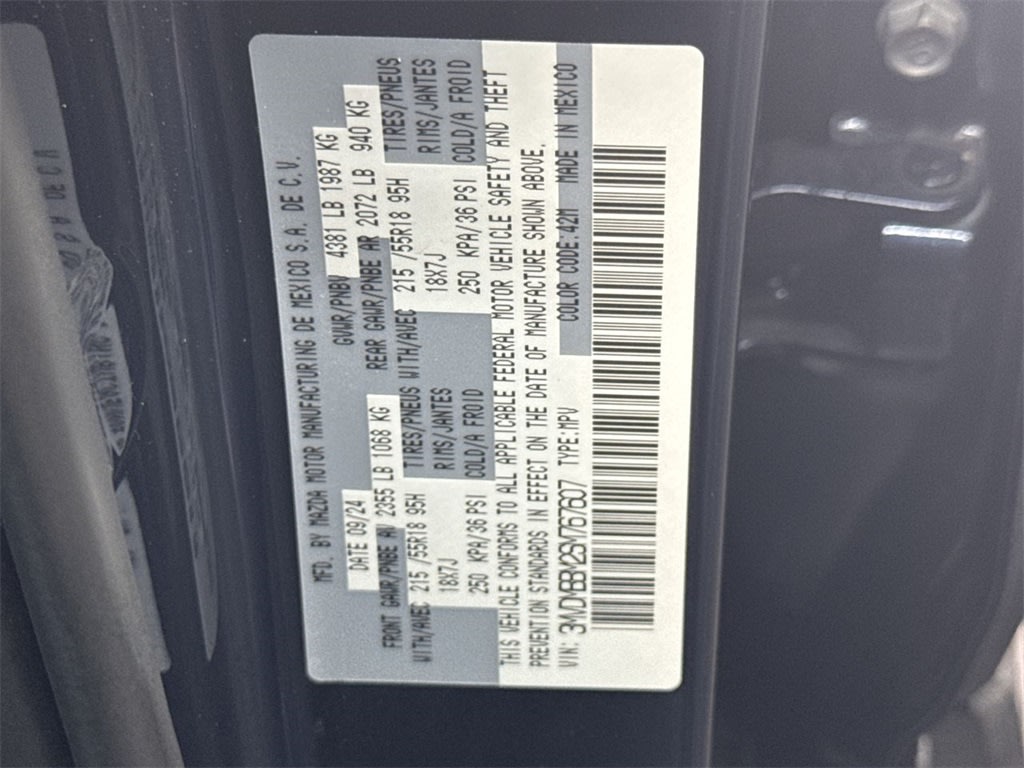 MFD. BY MAZDA MOTOR MANUFACTURING DE MEXICO S.A. DE C.V.
DATE 09/24 GVWR/PNBV 4381 LB 1987 KG
FRONT GAWR/PNBE AV 2355 LB 1068 KG REAR GAWR/PNBE AR 2072 LB 940 KG
WITH/AVEC 215 /55R18 95H TIRES/PNEUS WITH/AVEC 215 /55R18 95H TIRES/PNEUS
18X7J RIMS/JANTES 18X7J RIMS/JANTES
250 KPA/36 PSI COLD/A FROID 250 KPA/36 PSI COLD/A FROID
THIS VEHICLE CONFORMS TO ALL APPLICABLE FEDERAL MOTOR VEHICLE SAFETY AND THEFT
PREVENTION STANDARDS IN EFFECT ON THE DATE OF MANUFACTURE SHOWN ABOVE.
VIN: 3MVDMBBM2SM767607 TYPE:MPV COLOR CODE:42M MADE IN MEXICO